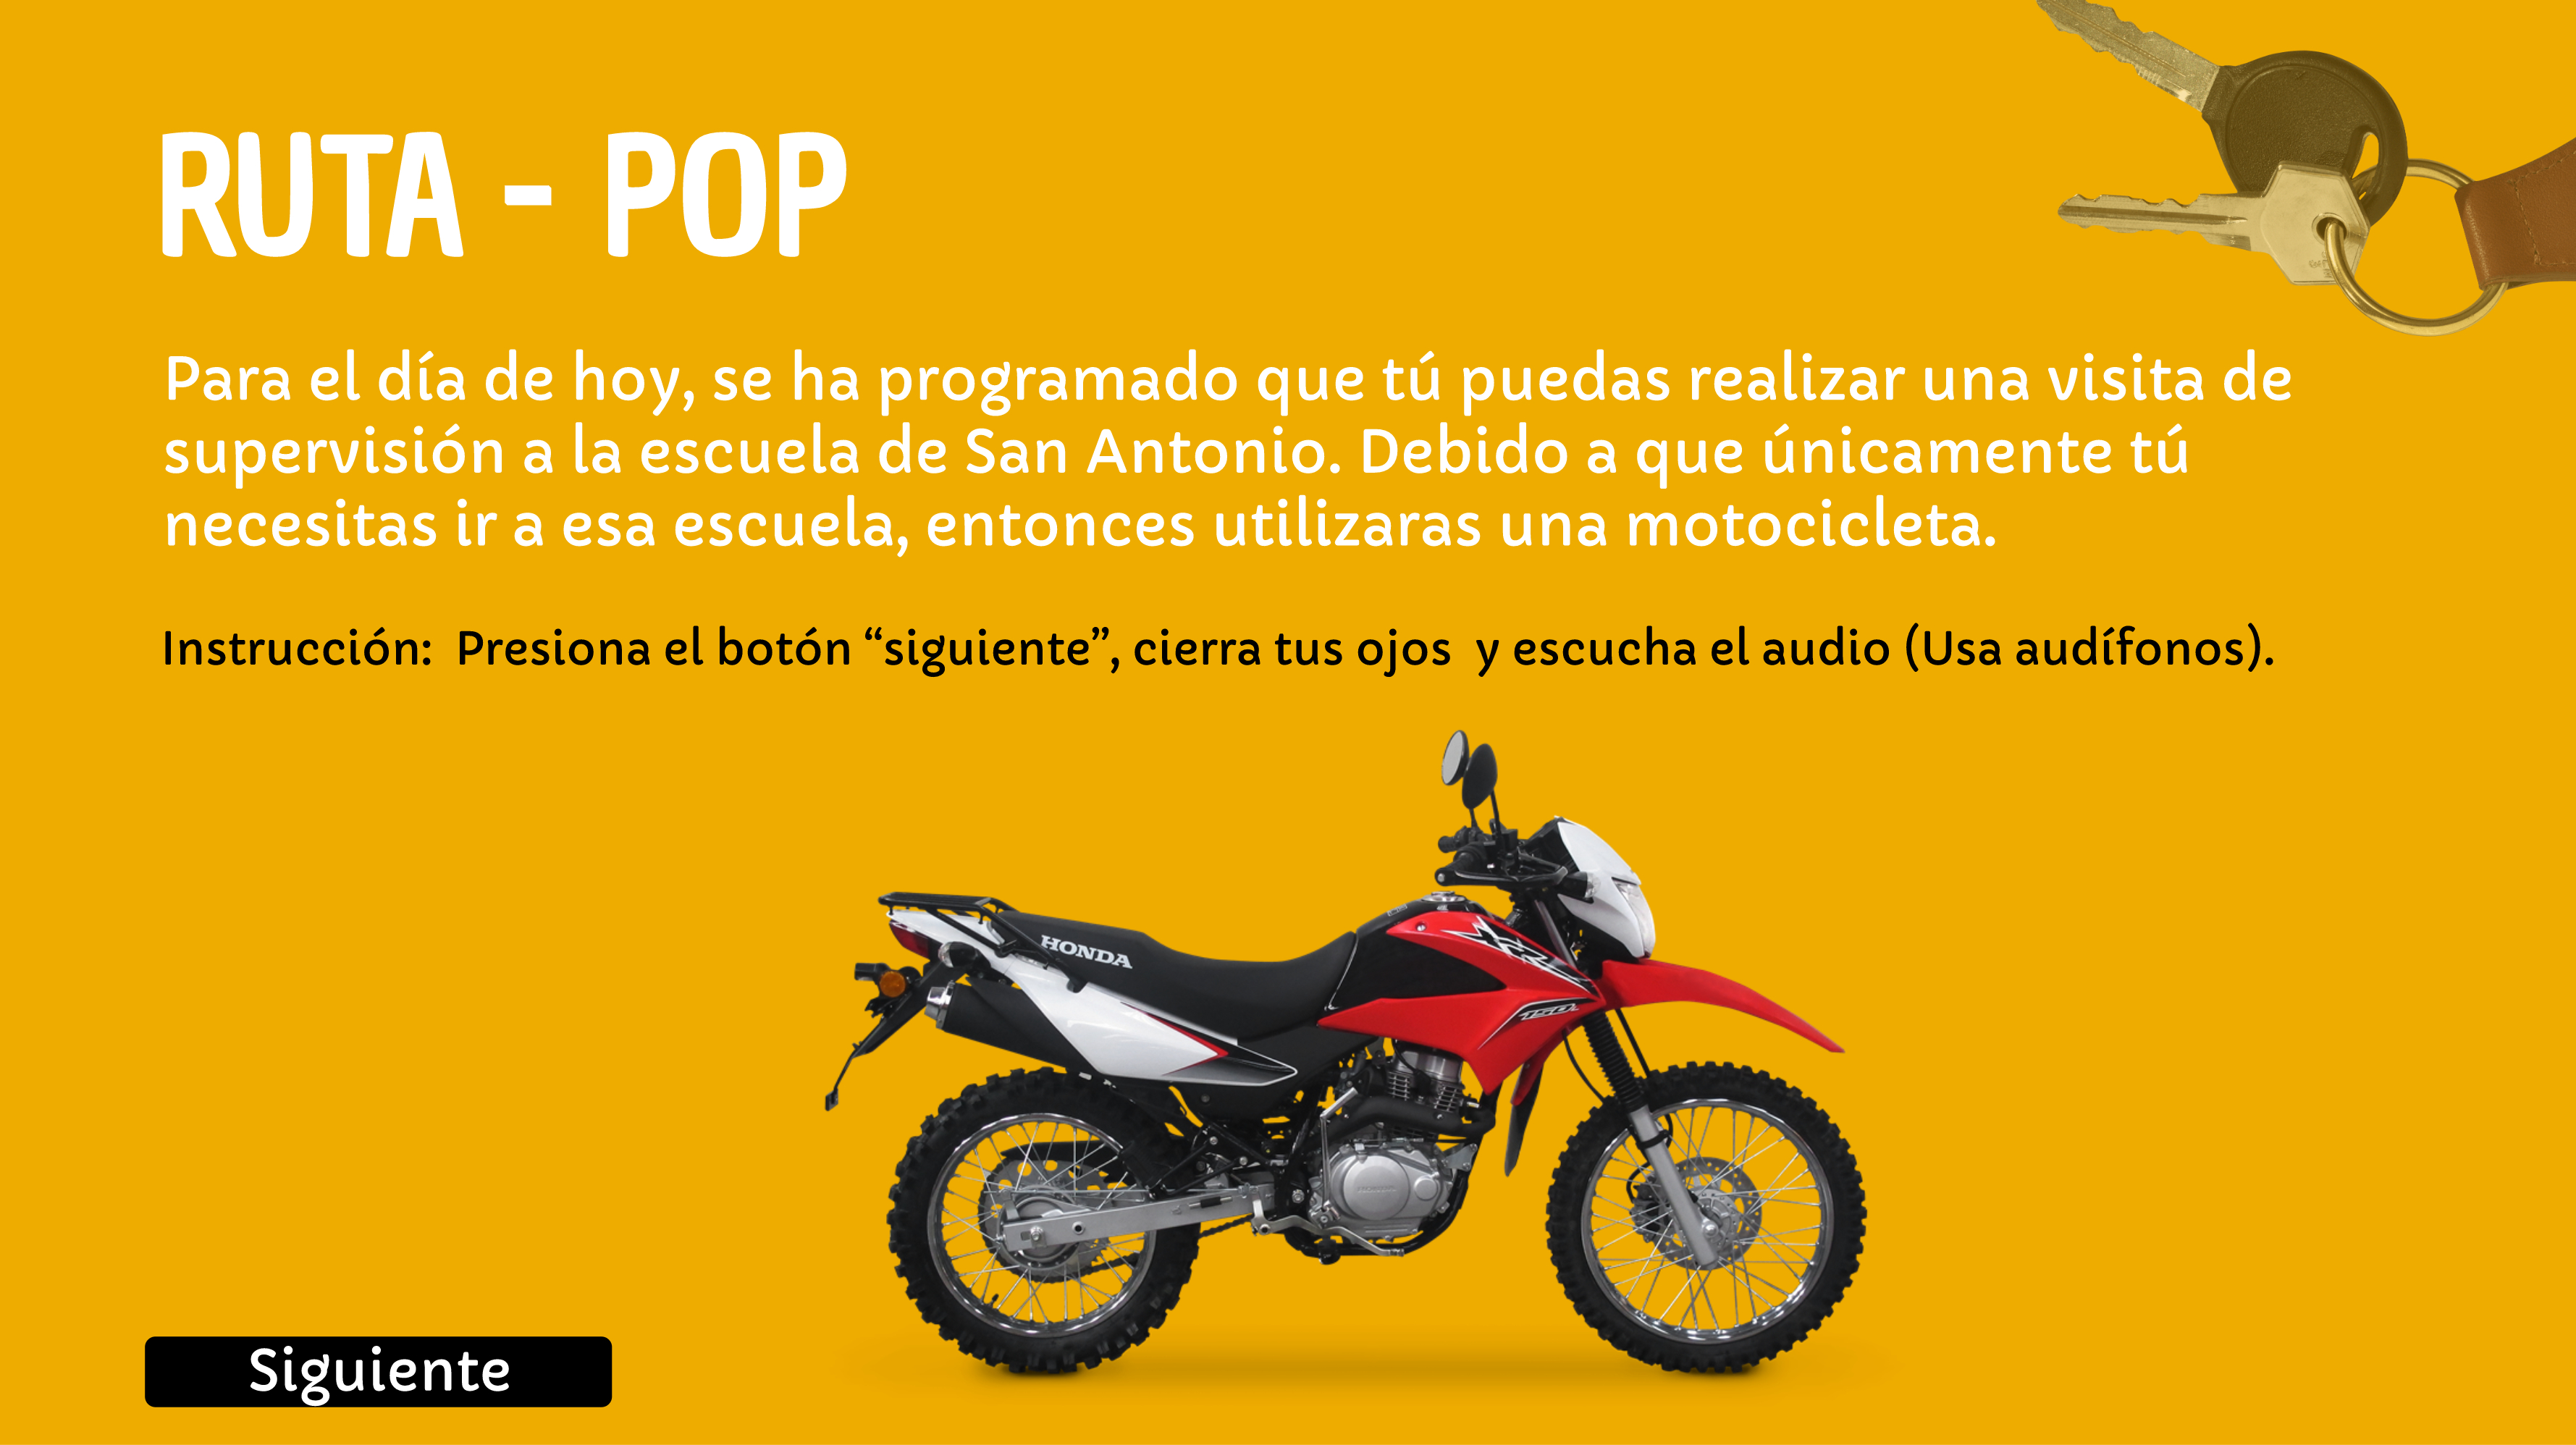 RUTA - POP
Para el día de hoy, se ha programado que tú puedas realizar una visita de
supervisión a la escuela de San Antonio. Debido a que únicamente tú
necesitas ir a esa escuela, entonces utilizaras una motocicleta.
Instrucción: Presiona el botón “siguiente”, cierra tus ojos y escucha el audio (Usa audífonos).
HONDA
XR
150L
Siguiente